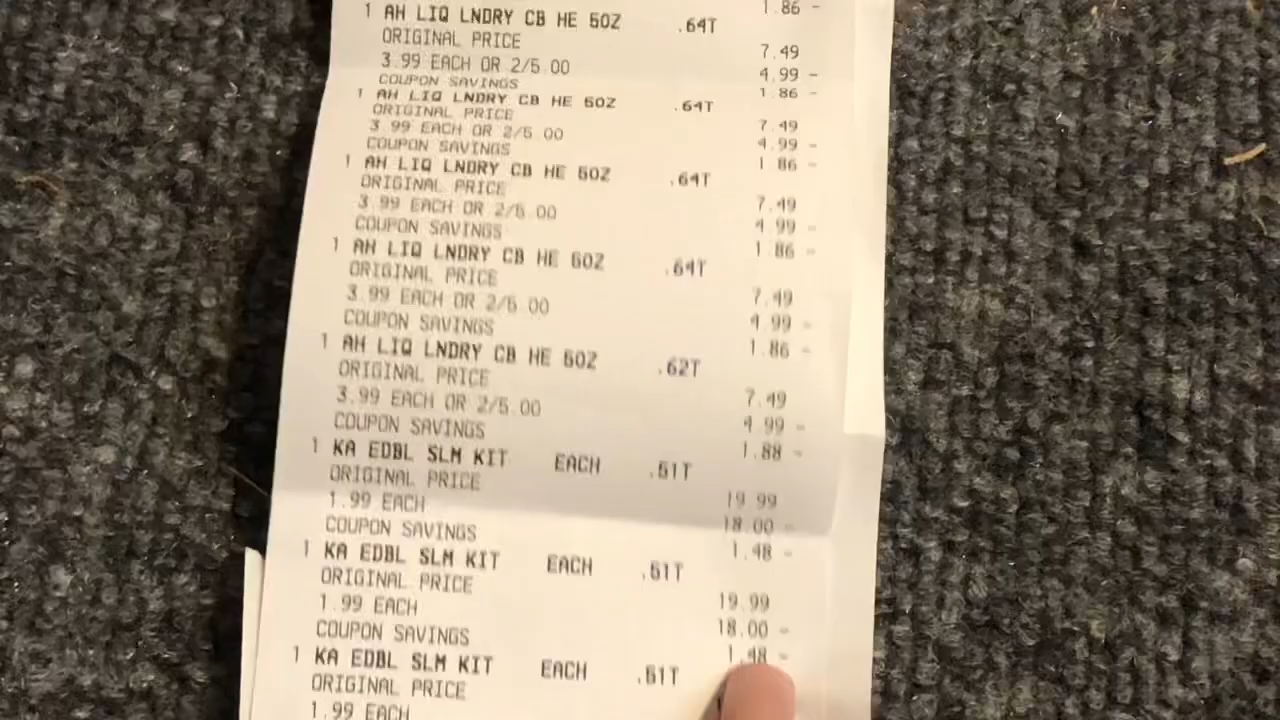 1.86 -
1 AH LIQ LNDRY CB HE 50Z .64T
ORIGINAL PRICE 7.49
3.99 EACH OR 2/5.00 4.99 -
COUPON SAVINGS 1.86 -
1 AH LIQ LNDRY CB HE 50Z .64T
ORIGINAL PRICE 7.49
3.99 EACH OR 2/5.00 4.99 -
COUPON SAVINGS 1.86 -
1 AH LIQ LNDRY CB HE 50Z .64T
ORIGINAL PRICE 7.49
3.99 EACH OR 2/5.00 4.99 -
COUPON SAVINGS 1.86 -
1 AH LIQ LNDRY CB HE 50Z .64T
ORIGINAL PRICE 7.49
3.99 EACH OR 2/5.00 4.99 -
COUPON SAVINGS 1.86 -
1 AH LIQ LNDRY CB HE 50Z .62T
ORIGINAL PRICE 7.49
3.99 EACH OR 2/5.00 4.99 -
COUPON SAVINGS 1.88 -
1 KA EDBL SLM KIT EACH .51T
ORIGINAL PRICE 19.99
1.99 EACH 18.00 -
COUPON SAVINGS 1.48 -
1 KA EDBL SLM KIT EACH .51T
ORIGINAL PRICE 19.99
1.99 EACH 18.00 -
COUPON SAVINGS 1.48 -
1 KA EDBL SLM KIT EACH .51T
ORIGINAL PRICE
1.99 EACH